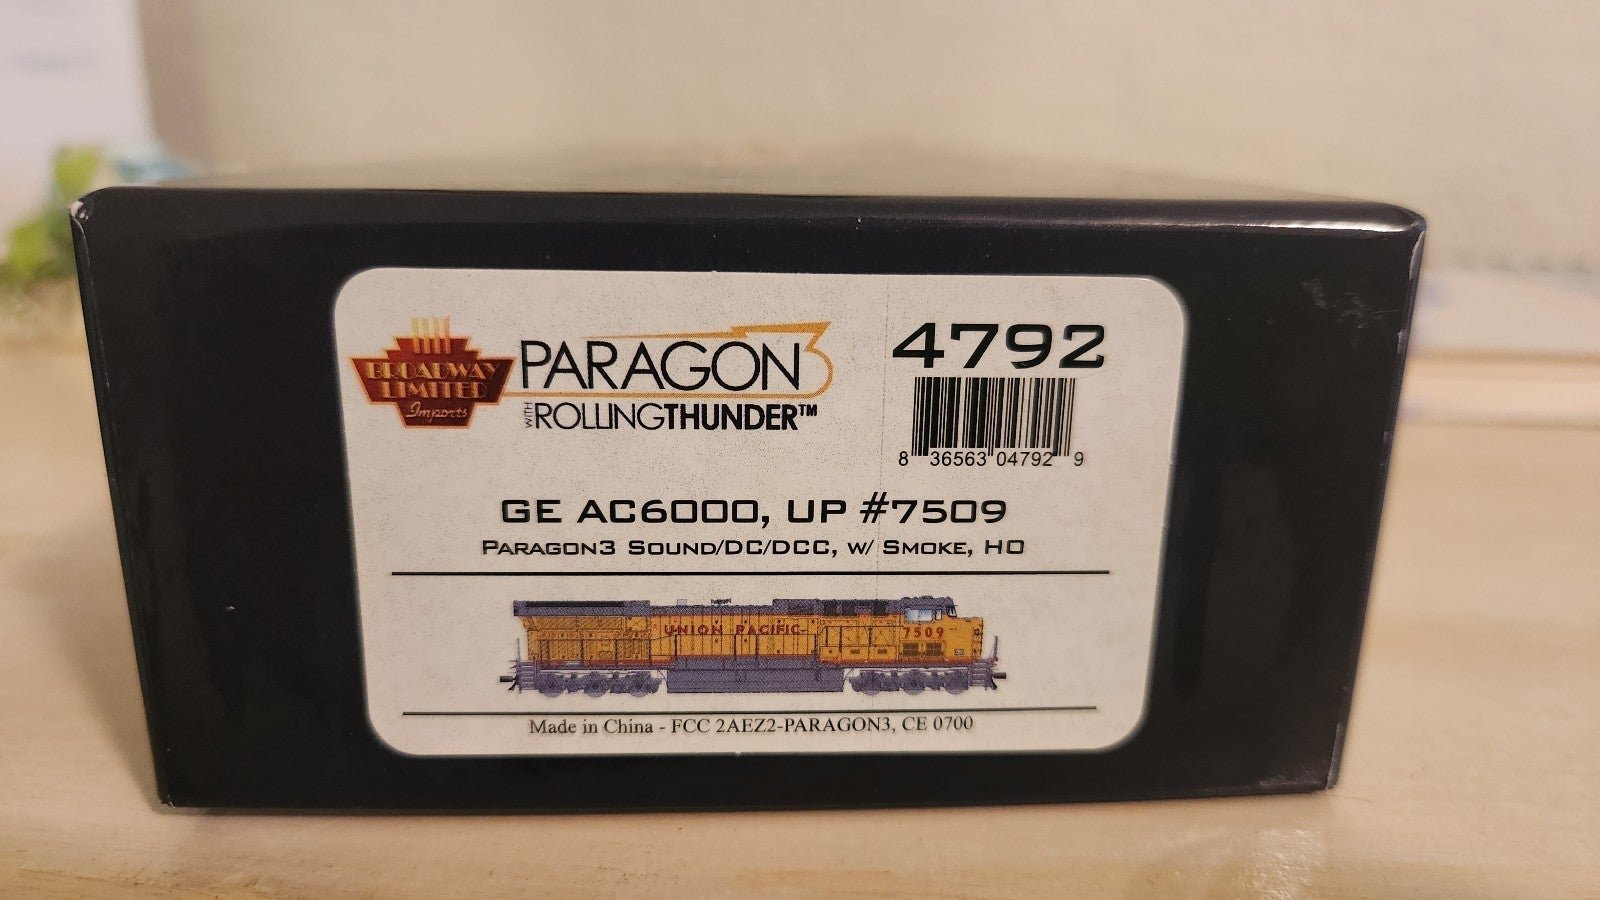 BROADWAY
LIMITED
Imports
PARAGON3
WITH ROLLINGTHUNDER™
4792
8 36563 04792 9
GE AC6000, UP #7509
PARAGON3 SOUND/DC/DCC, W/ SMOKE, HO
UNION PACIFIC
7509
Made in China - FCC 2AEZ2-PARAGON3, CE 0700